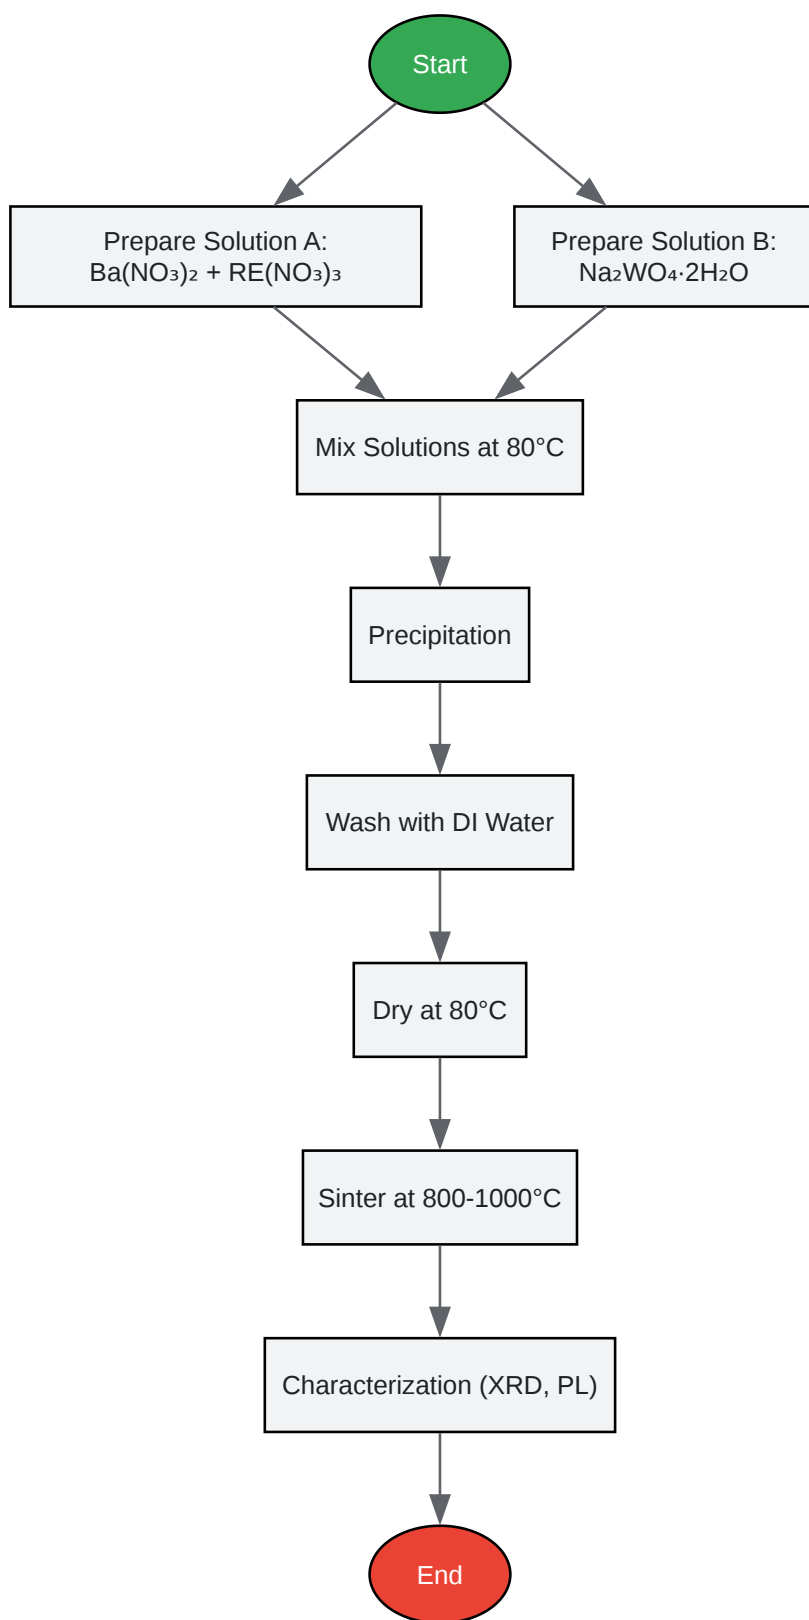 Start
Prepare Solution A:
Ba(NO₃)₂ + RE(NO₃)₃
Prepare Solution B:
Na₂WO₄·2H₂O
Mix Solutions at 80°C
Precipitation
Wash with DI Water
Dry at 80°C
Sinter at 800-1000°C
Characterization (XRD, PL)
End